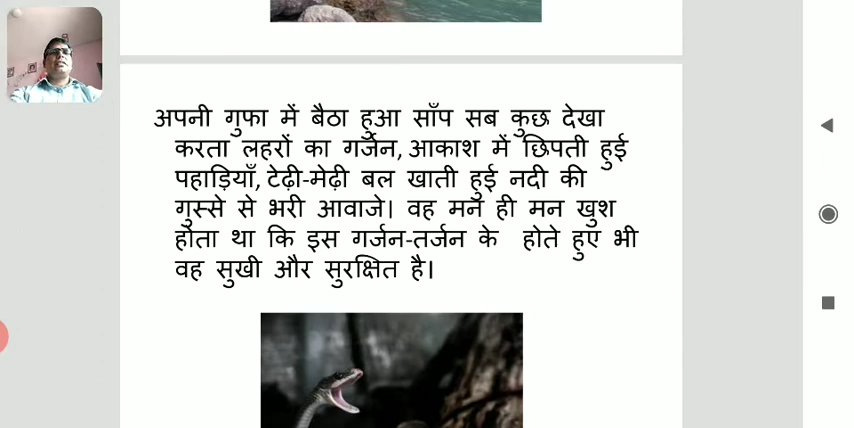 अपनी गुफा में बैठा हुआ साँप सब कुछ देखा
करता लहरों का गर्जन, आकाश में छिपती हुई
पहाड़ियाँ, टेढ़ी-मेढ़ी बल खाती हुई नदी की
गुस्से से भरी आवाजे। वह मन ही मन खुश
होता था कि इस गर्जन-तर्जन के होते हुए भी
वह सुखी और सुरक्षित है।